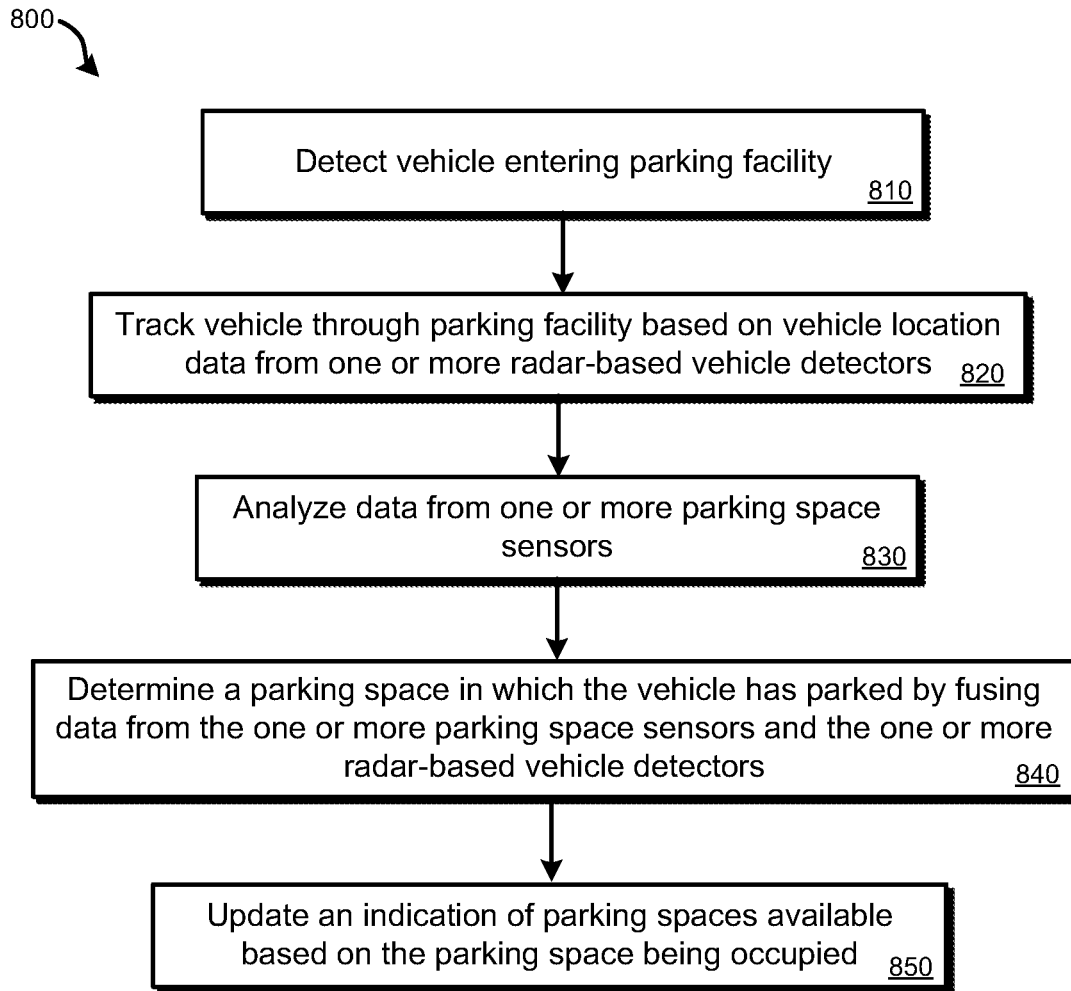 800
Detect vehicle entering parking facility
810
Track vehicle through parking facility based on vehicle location
data from one or more radar-based vehicle detectors
820
Analyze data from one or more parking space
sensors
830
Determine a parking space in which the vehicle has parked by fusing
data from the one or more parking space sensors and the one or more
radar-based vehicle detectors
840
Update an indication of parking spaces available
based on the parking space being occupied
850